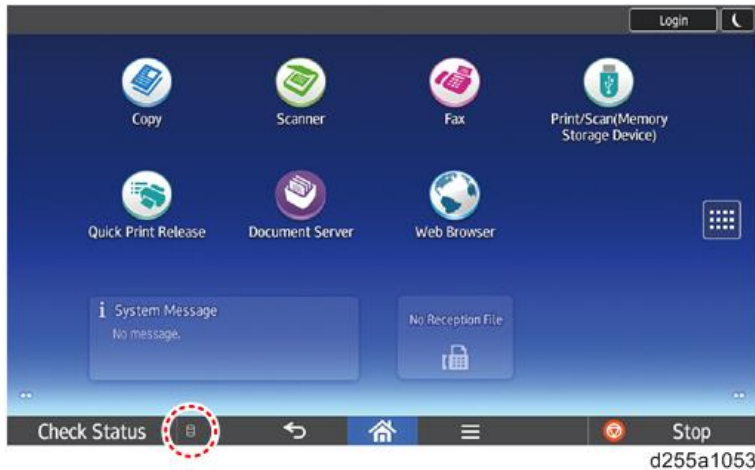 Login
Copy
Scanner
Fax
Print/Scan(Memory
Storage Device)
Quick Print Release
Document Server
Web Browser
i System Message
No message.
No Reception File
Check Status
Stop
d255a1053